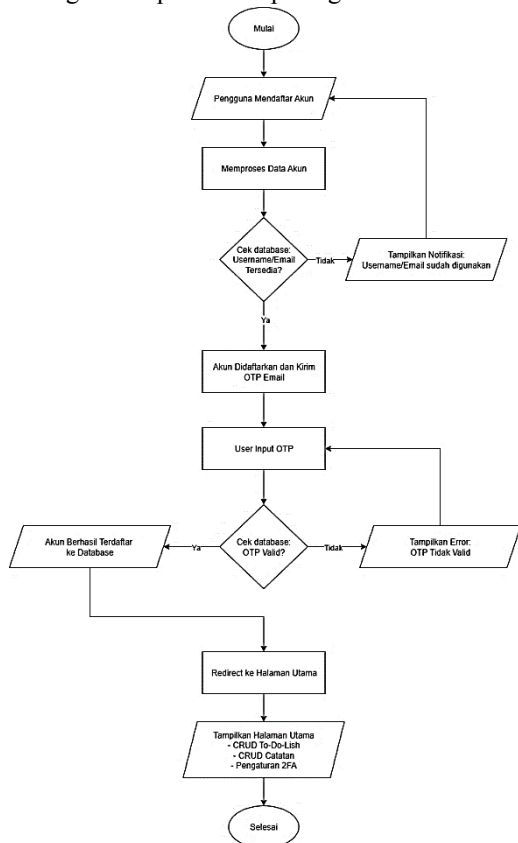 Mulai
Pengguna Mendaftar Akun
Memproses Data Akun
Cek database:
Username/Email
Tersedia?
Tidak
Tampilkan Notifikasi:
Username/Email sudah digunakan
Ya
Akun Didaftarkan dan Kirim
OTP Email
User Input OTP
Akun Berhasil Terdaftar
ke Database
Ya
Cek database:
OTP Valid?
Tidak
Tampilkan Error:
OTP Tidak Valid
Redirect ke Halaman Utama
Tampilkan Halaman Utama
- CRUD To-Do-Lish
- CRUD Catatan
- Pengaturan 2FA
Selesai